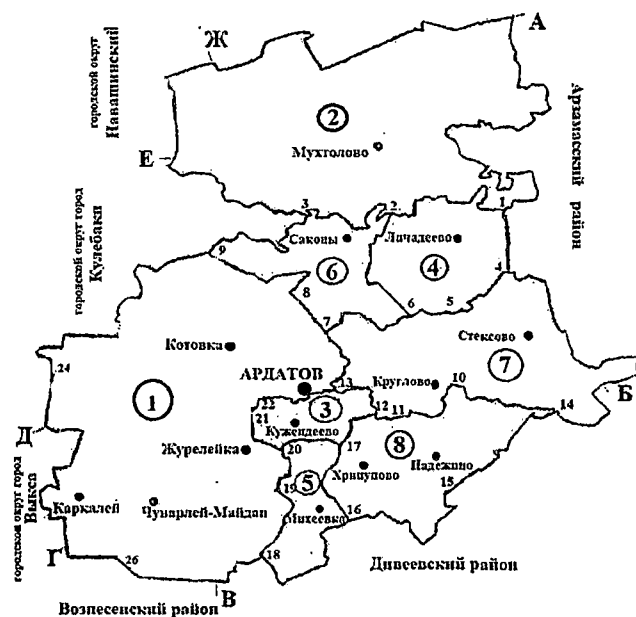 А
Ж
городской округ
Навашинский
2
Мухтолово
Арзамасский
район
Е
3
2
1
городской округ город
Кулебаки
Саконы
Личадеево
9
6
4
4
8
6
5
7
Стексово
7
Котовка
24
АРДАТОВ
13
Круглово
10
Б
1
22
3
12
11
14
21
Кужендеево
Д
8
Журелейка
20
17
Надежино
Хрипуново
5
15
городской округ город
Выкса
19
Каркалей
Чуварлей-Майдан
Михеевка
16
Г
26
18
Дивеевский район
В
Вознесенский район